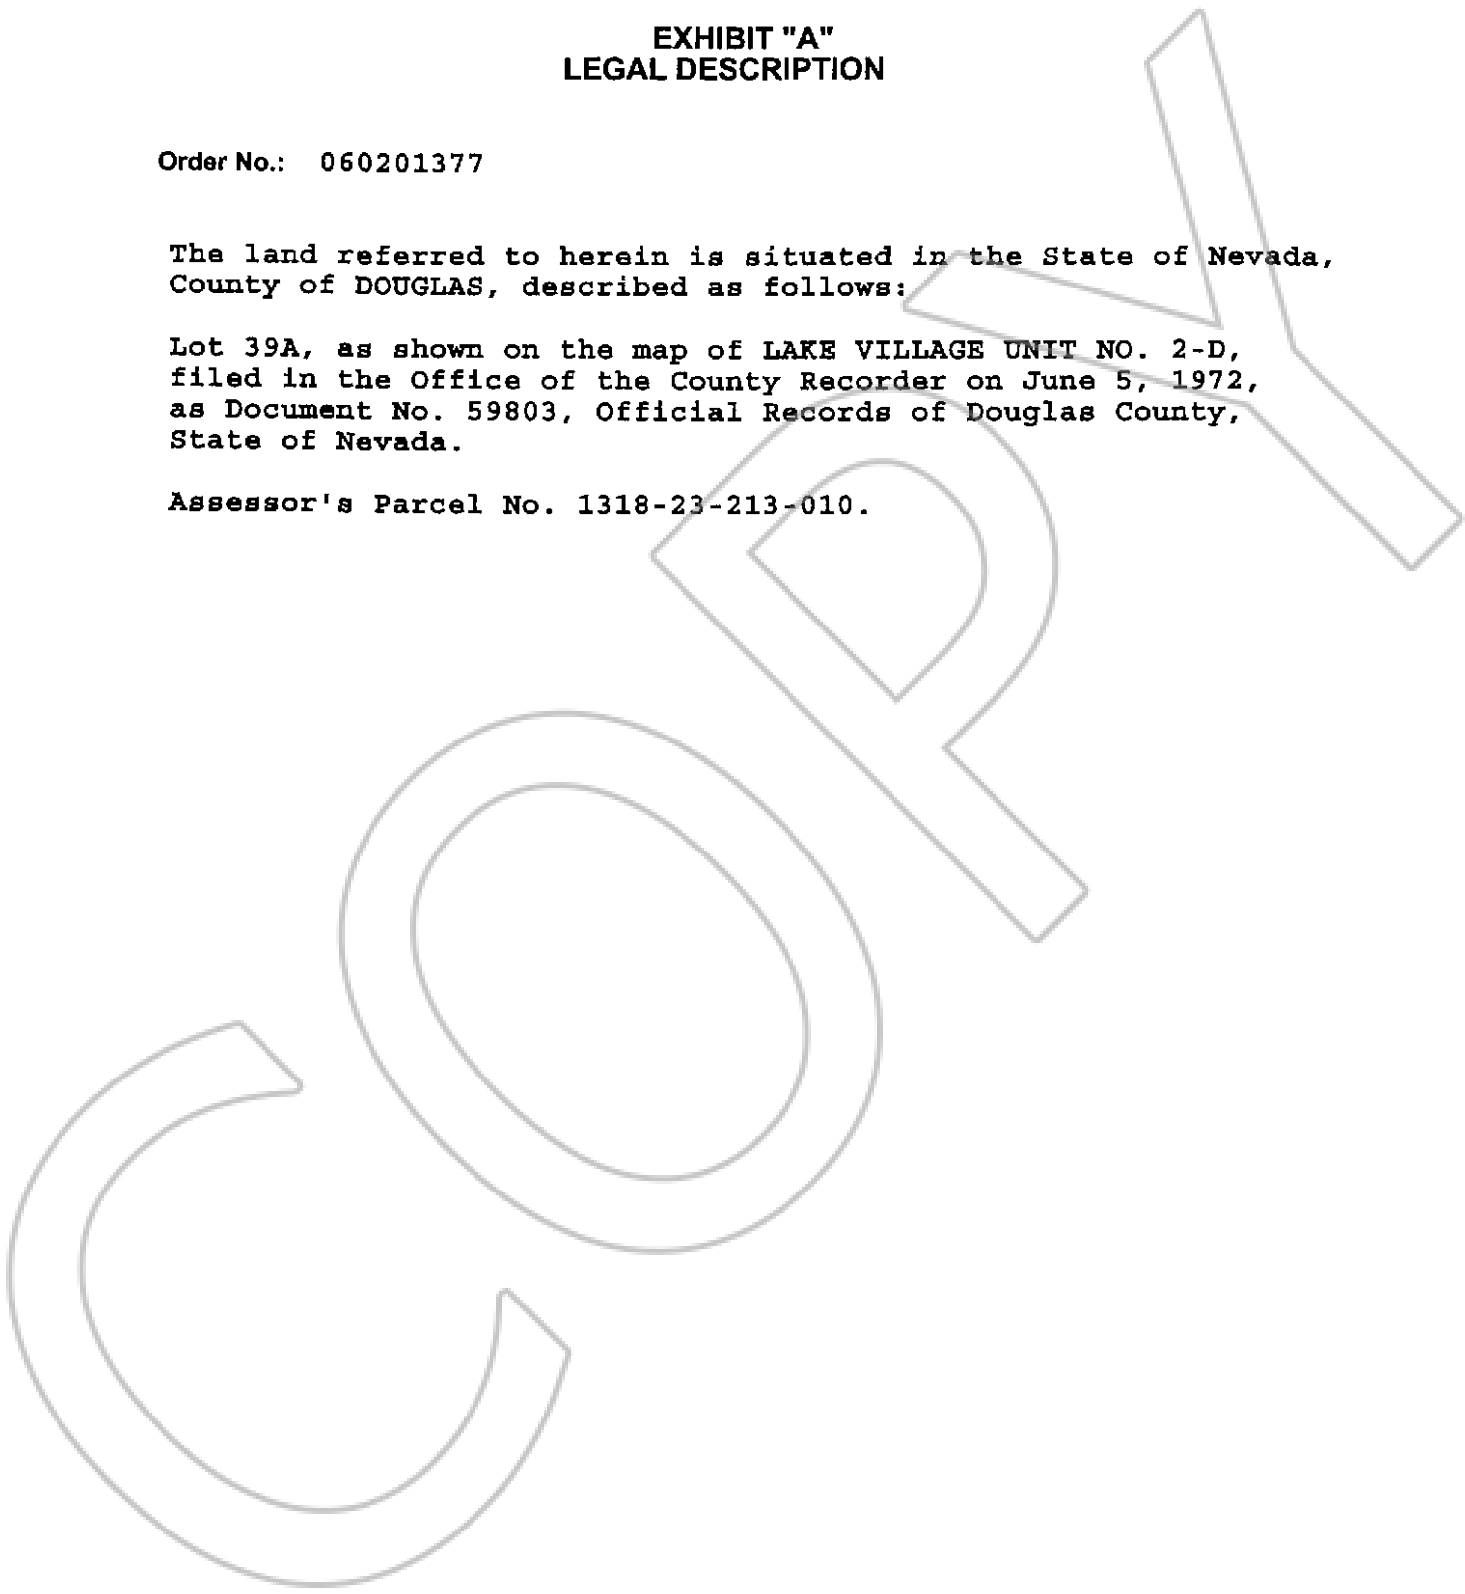 EXHIBIT "A"
LEGAL DESCRIPTION
Order No.: 060201377
The land referred to herein is situated in the State of Nevada,
County of DOUGLAS, described as follows:
Lot 39A, as shown on the map of LAKE VILLAGE UNIT NO. 2-D,
filed in the Office of the County Recorder on June 5, 1972,
as Document No. 59803, Official Records of Douglas County,
State of Nevada.
Assessor's Parcel No. 1318-23-213-010.
COPY